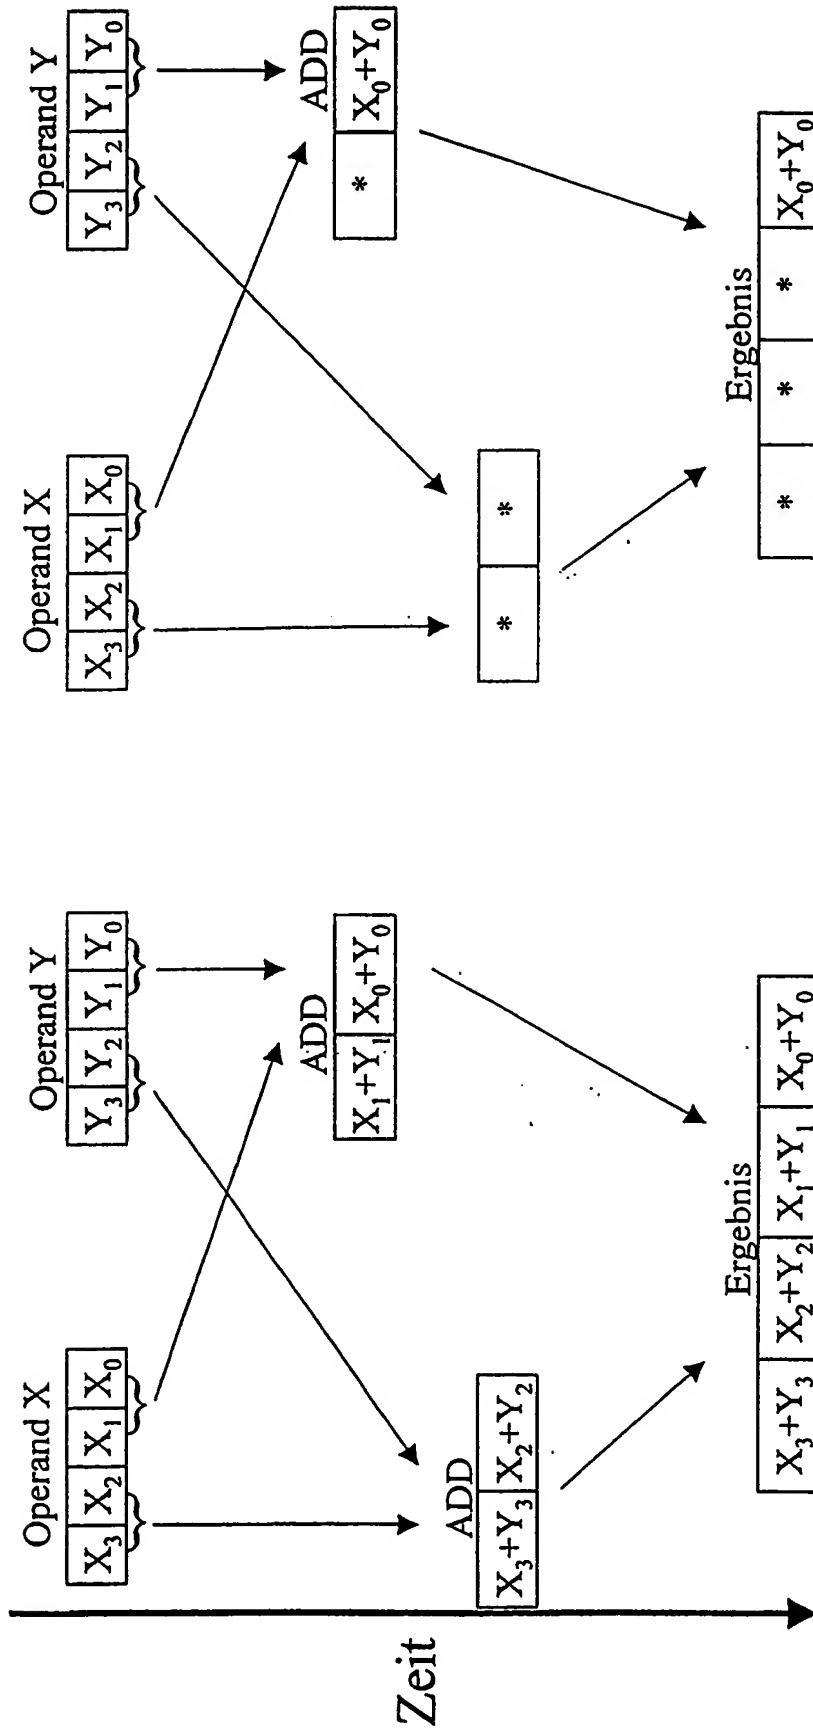 Zeit
Operand X
X₃ X₂ X₁ X₀
Operand Y
Y₃ Y₂ Y₁ Y₀
ADD
X₁+Y₁ X₀+Y₀
ADD
X₃+Y₃ X₂+Y₂
Ergebnis
X₃+Y₃ X₂+Y₂ X₁+Y₁ X₀+Y₀
Operand X
X₃ X₂ X₁ X₀
Operand Y
Y₃ Y₂ Y₁ Y₀
ADD
* X₀+Y₀
* *
Ergebnis
* * * X₀+Y₀